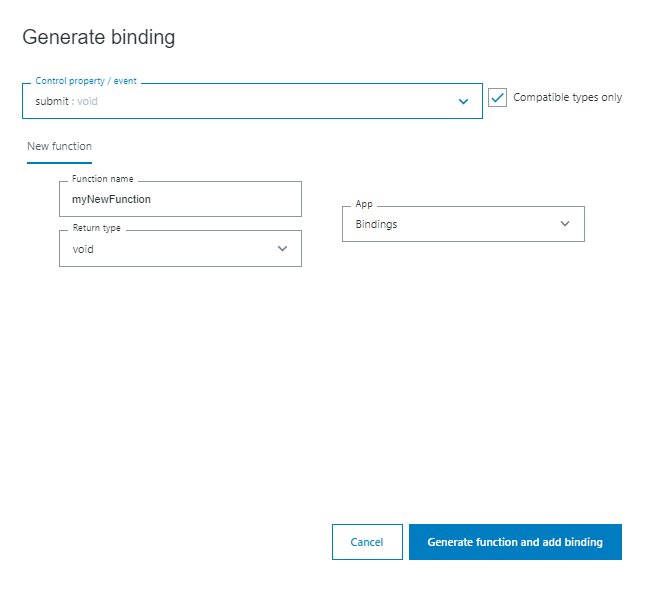 Generate binding
Control property / event
submit : void
Compatible types only
New function
Function name
myNewFunction
App
Bindings
Return type
void
Cancel
Generate function and add binding